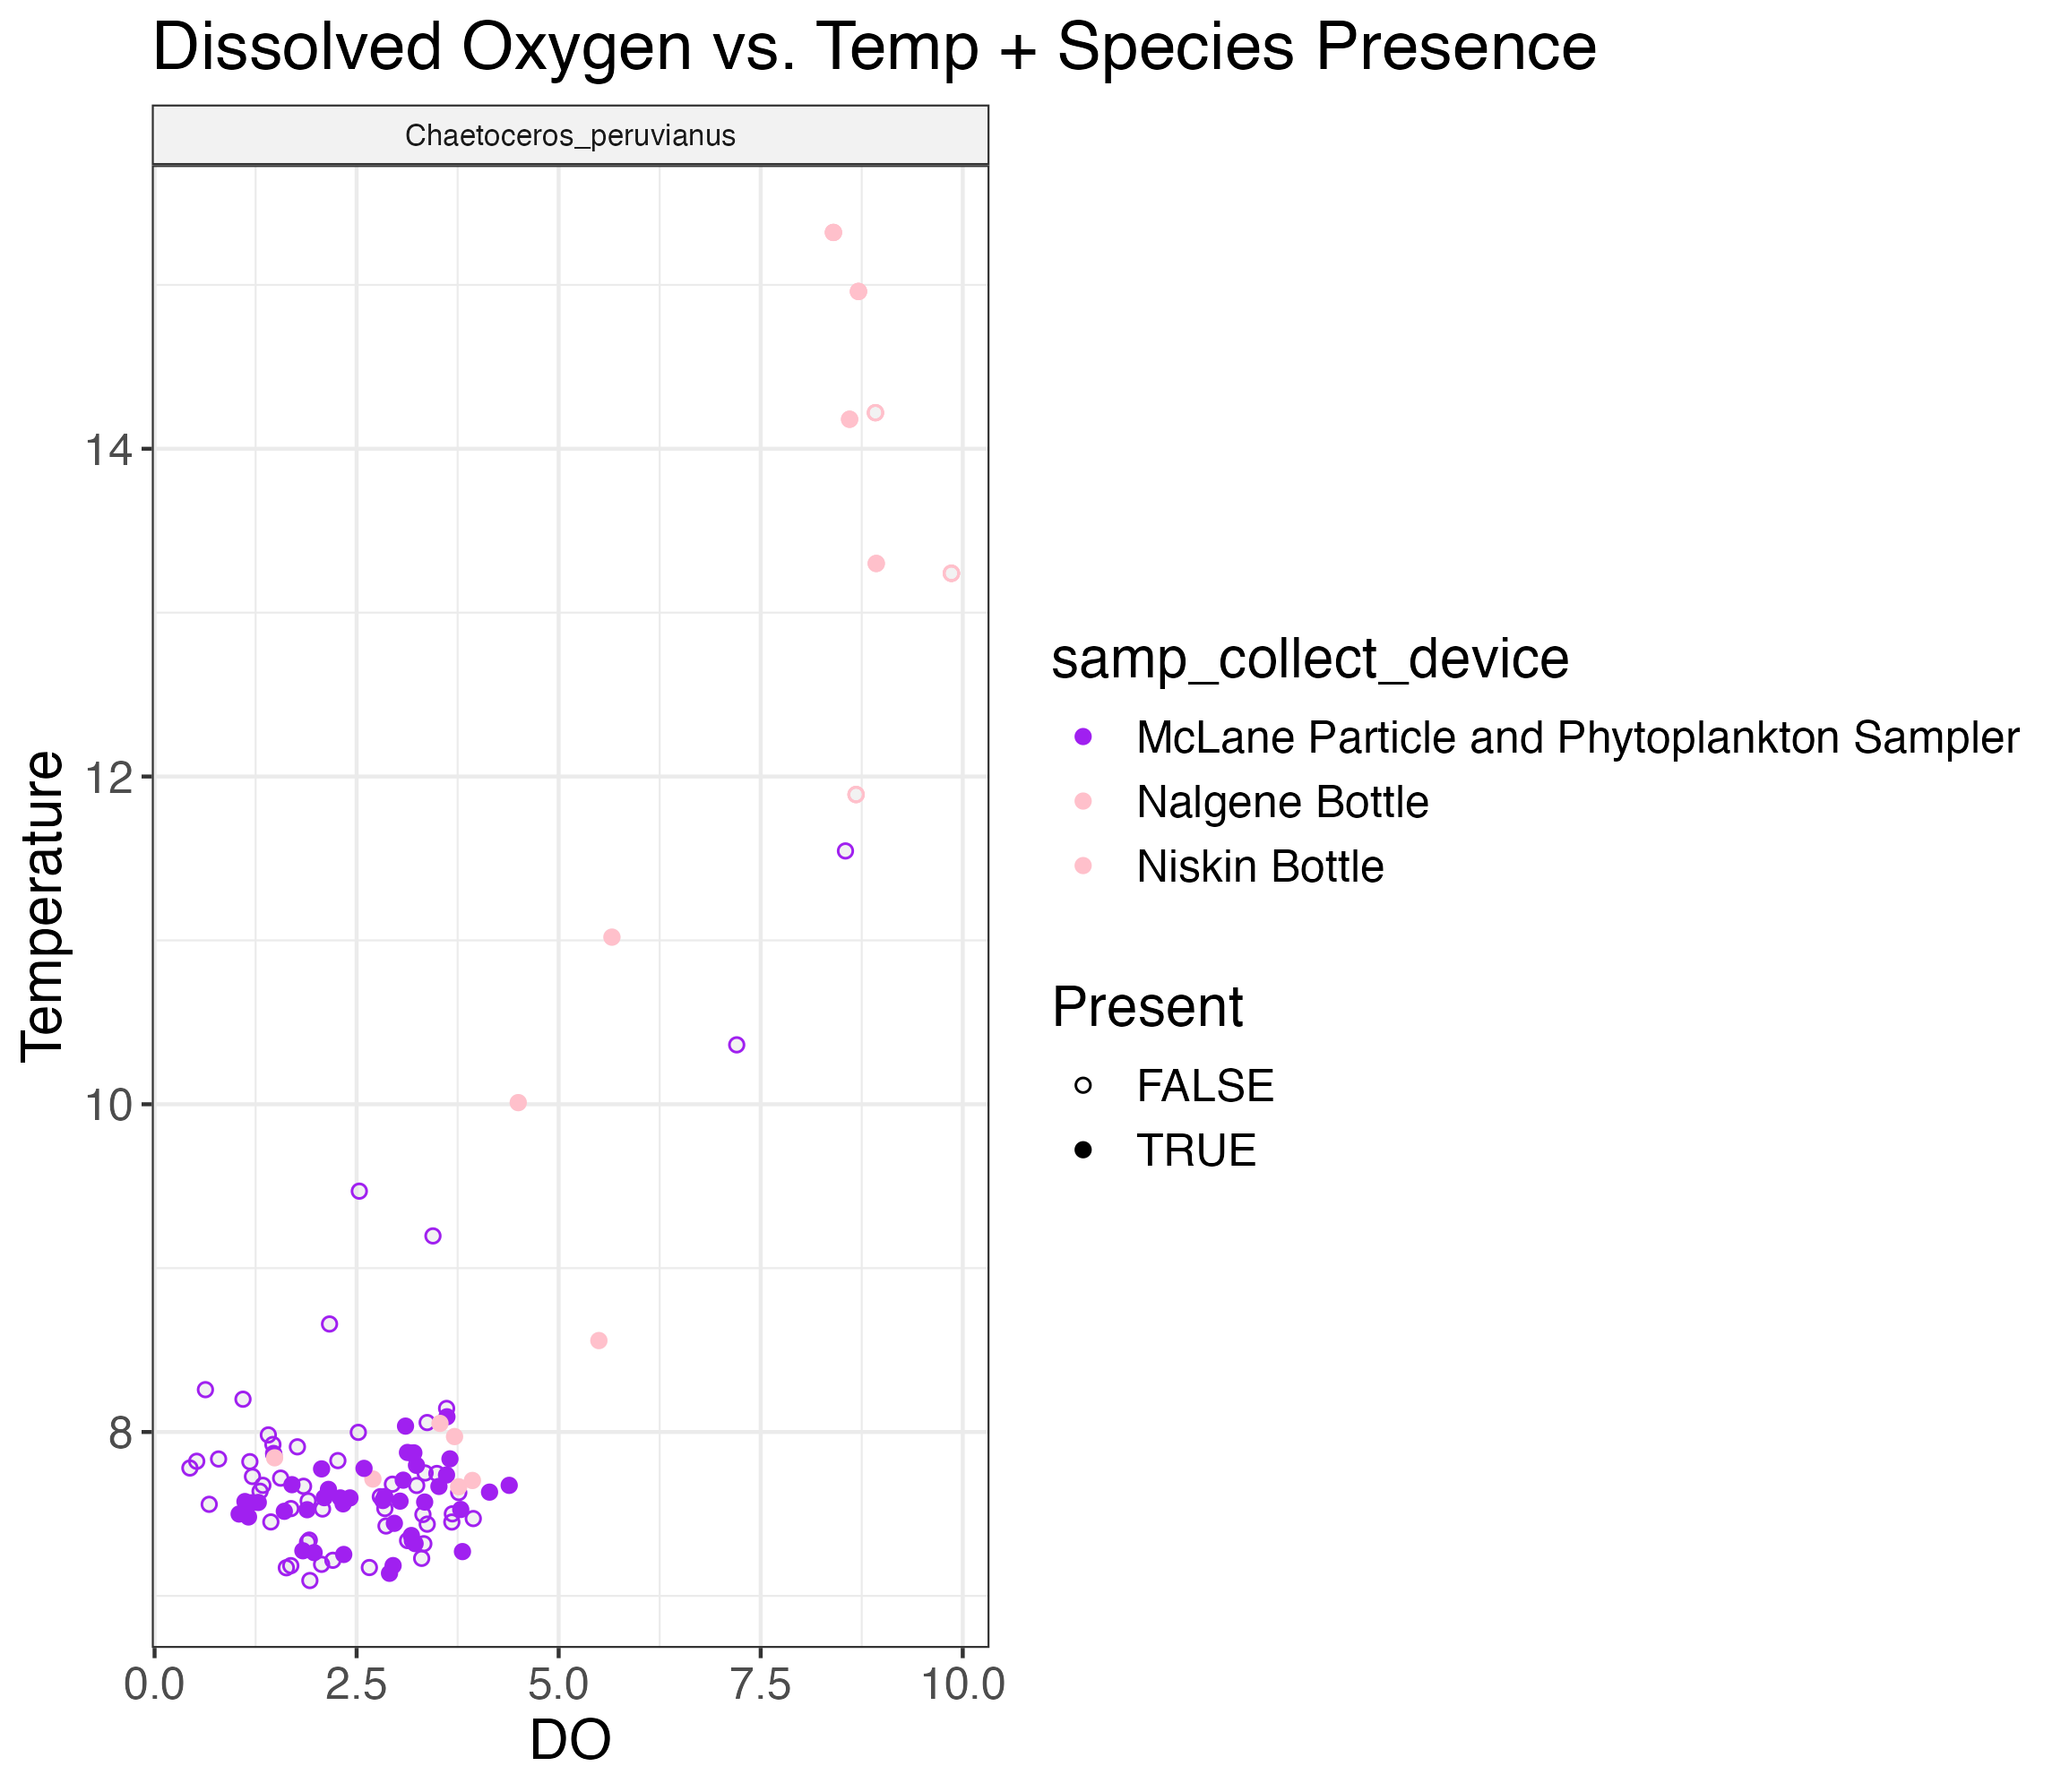 Dissolved Oxygen vs. Temp + Species Presence
Chaetoceros_peruvianus
14
12
10
8
Temperature
0.0 2.5 5.0 7.5 10.0
DO
samp_collect_device
McLane Particle and Phytoplankton Sampler
Nalgene Bottle
Niskin Bottle
Present
FALSE
TRUE